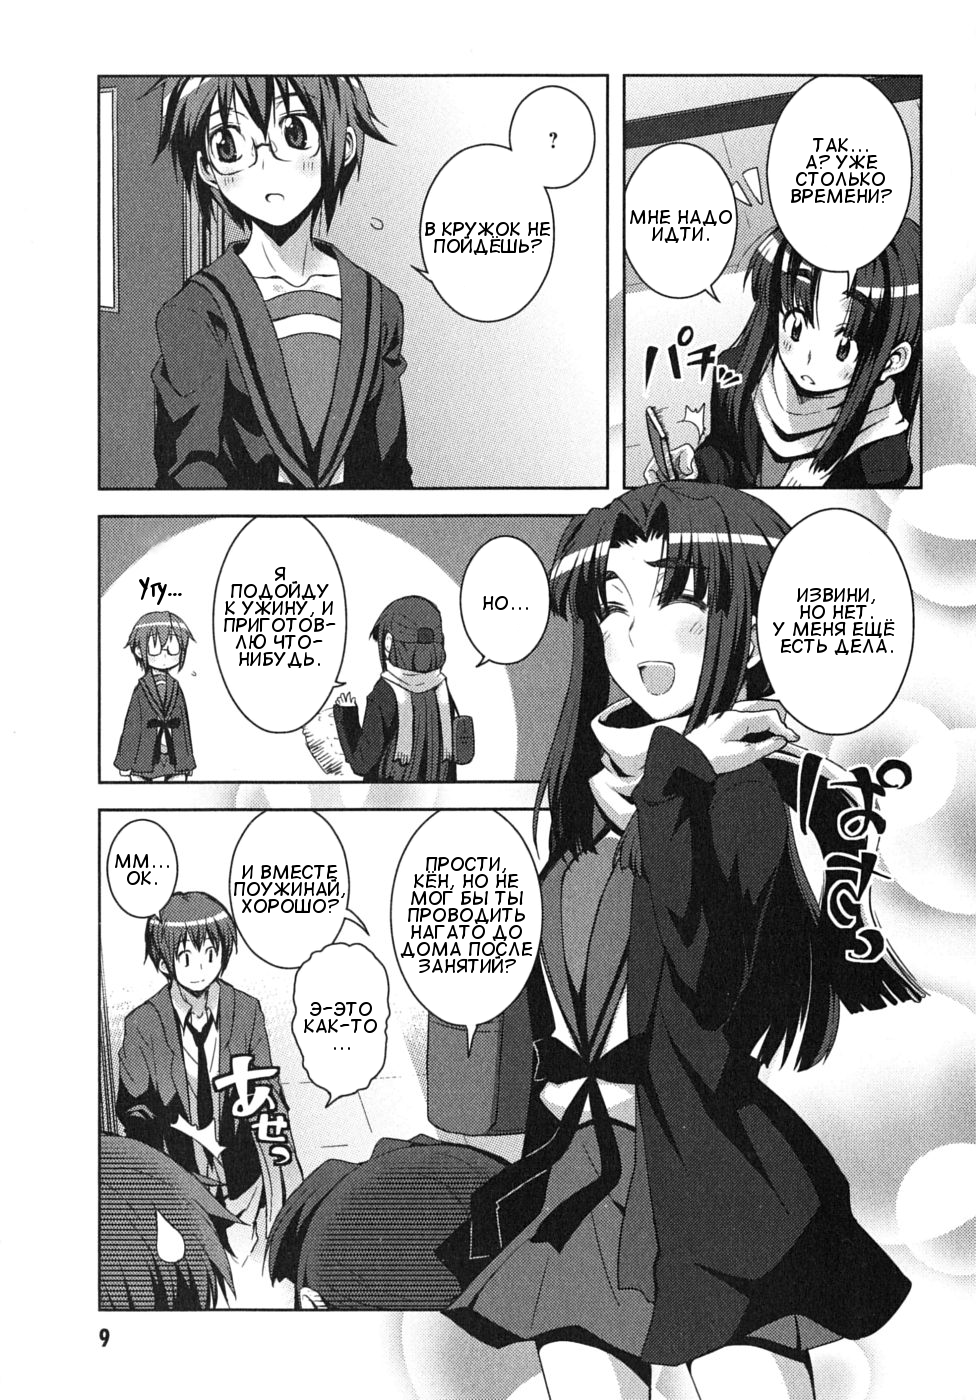 ТАК...
А? УЖЕ
СТОЛЬКО
ВРЕМЕНИ?
МНЕ НАДО
ИДТИ.
パチ
?
В КРУЖОК НЕ
ПОЙДЁШЬ?
ИЗВИНИ,
НО НЕТ.
У МЕНЯ ЕЩЁ
ЕСТЬ ДЕЛА.
ぱさっ
НО...
Я
ПОДОЙДУ
К УЖИНУ, И
ПРИГОТОВ-
ЛЮ ЧТО-
НИБУДЬ.
Угу...
ПРОСТИ,
КЁН, НО НЕ
МОГ БЫ ТЫ
ПРОВОДИТЬ
НАГАТО ДО
ДОМА ПОСЛЕ
ЗАНЯТИЙ?
И ВМЕСТЕ
ПОУЖИНАЙ,
ХОРОШО?
Э-ЭТО
КАК-ТО
...
ММ...
ОК.
あせっ
9